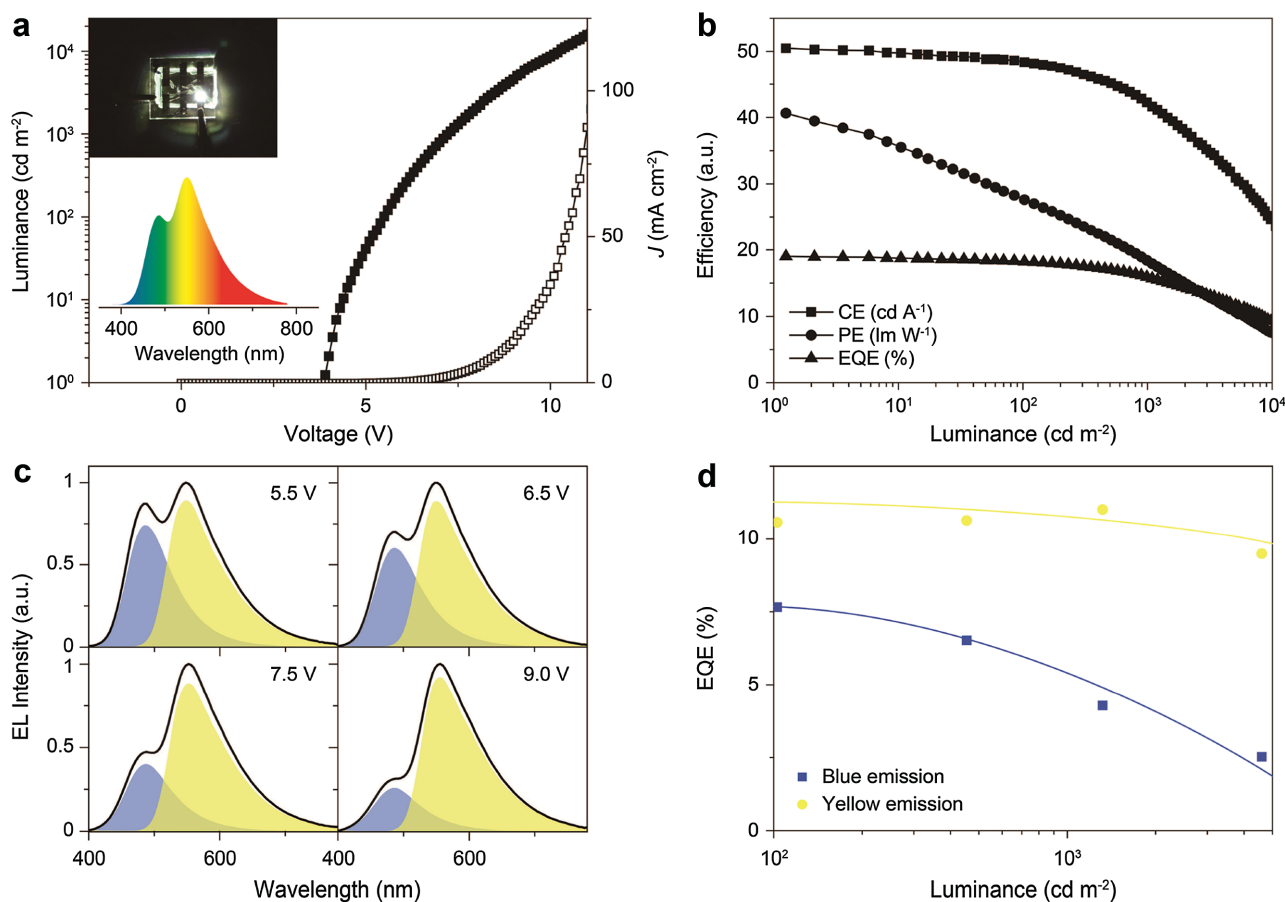 a
Luminance (cd m⁻²)
10⁴
10³
10²
10¹
10⁰
100
50
0
J (mA cm⁻²)
400 600 800
Wavelength (nm)
0 5 10
Voltage (V)
b
Efficiency (a.u.)
50
40
30
20
10
0
CE (cd A⁻¹)
PE (lm W⁻¹)
EQE (%)
10⁰ 10¹ 10² 10³ 10⁴
Luminance (cd m⁻²)
c
EL Intensity (a.u.)
1
0.5
0
5.5 V
6.5 V
1
0.5
0
7.5 V
9.0 V
400 600 400 600
Wavelength (nm)
d
EQE (%)
10
5
0
Blue emission
Yellow emission
10² 10³
Luminance (cd m⁻²)